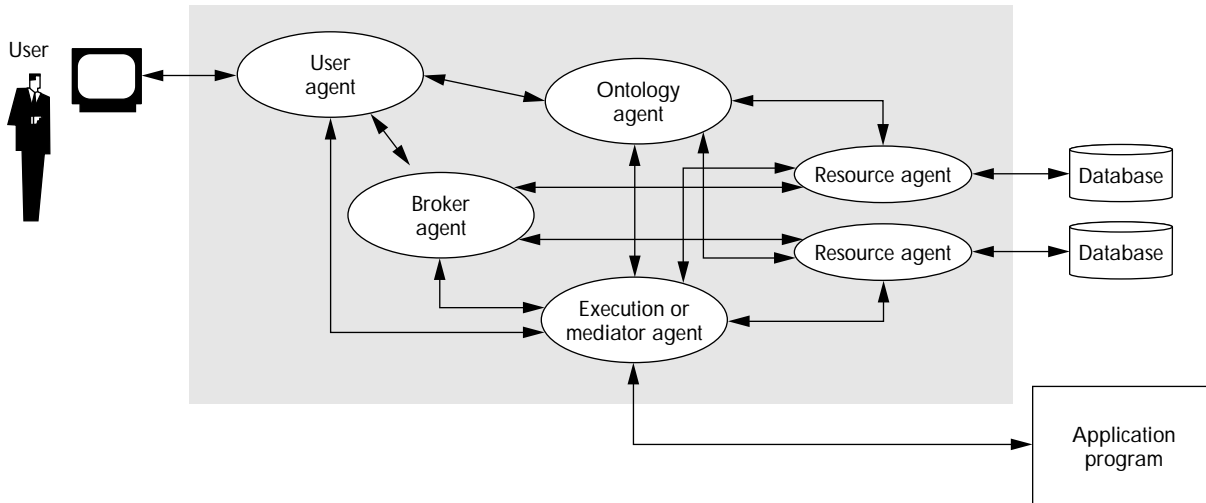 User
User
agent
Ontology
agent
Resource agent
Database
Broker
agent
Resource agent
Database
Execution or
mediator agent
Application
program